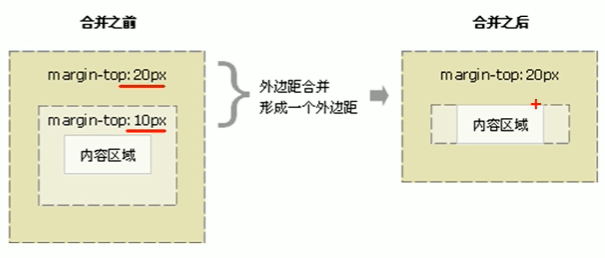 合并之前
合并之后
margin-top: 20px
margin-top: 10px
内容区域
外边距合并
形成一个外边距
margin-top: 20px
内容区域